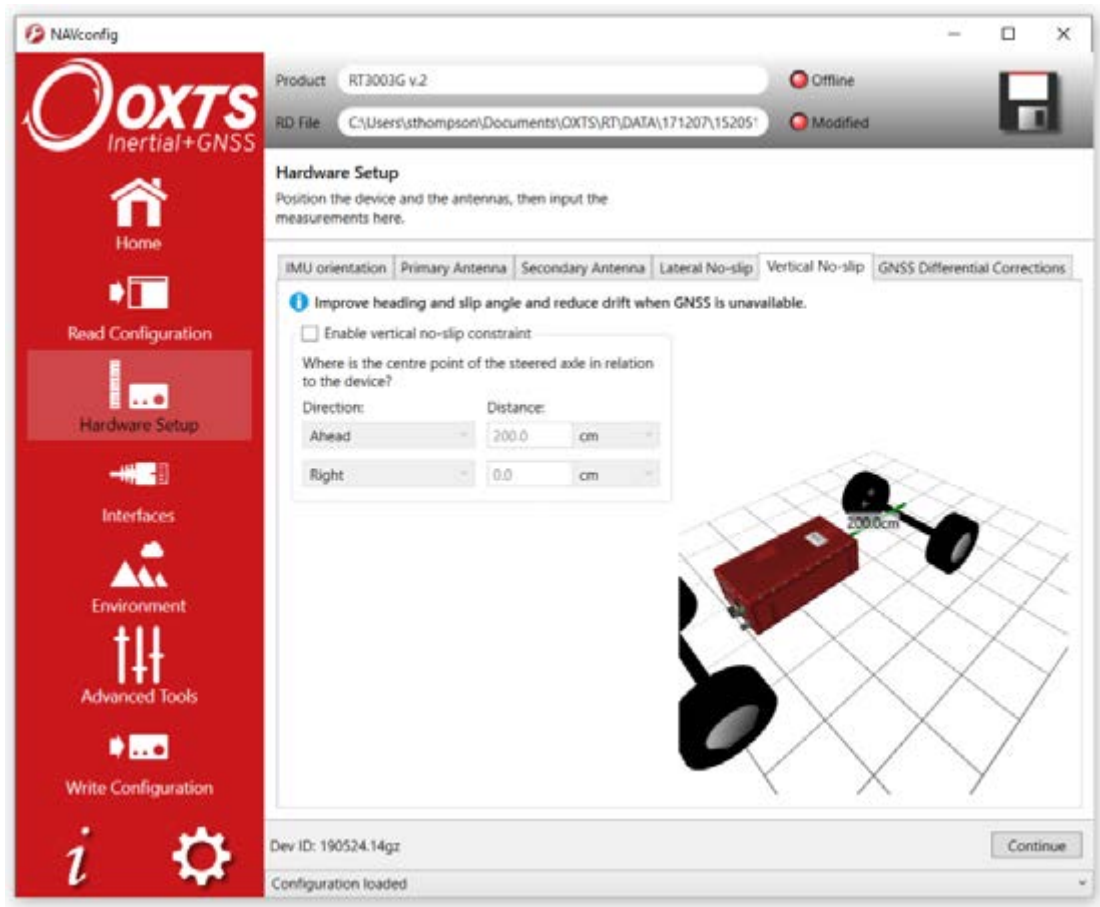 NAVconfig
OXTS
Inertial+GNSS
Product
RT3003G v.2
Offline
RD File
C:\Users\sthompson\Documents\OXTS\RT\DATA\171207\152051
Modified
Hardware Setup
Position the device and the antennas, then input the
measurements here.
Home
Read Configuration
Hardware Setup
Interfaces
Environment
Advanced Tools
Write Configuration
IMU orientation
Primary Antenna
Secondary Antenna
Lateral No-slip
Vertical No-slip
GNSS Differential Corrections
Improve heading and slip angle and reduce drift when GNSS is unavailable.
Enable vertical no-slip constraint
Where is the centre point of the steered axle in relation
to the device?
Direction: Distance:
Ahead 200.0 cm
Right 0.0 cm
200.0cm
Dev ID: 190524.14gz
Continue
Configuration loaded